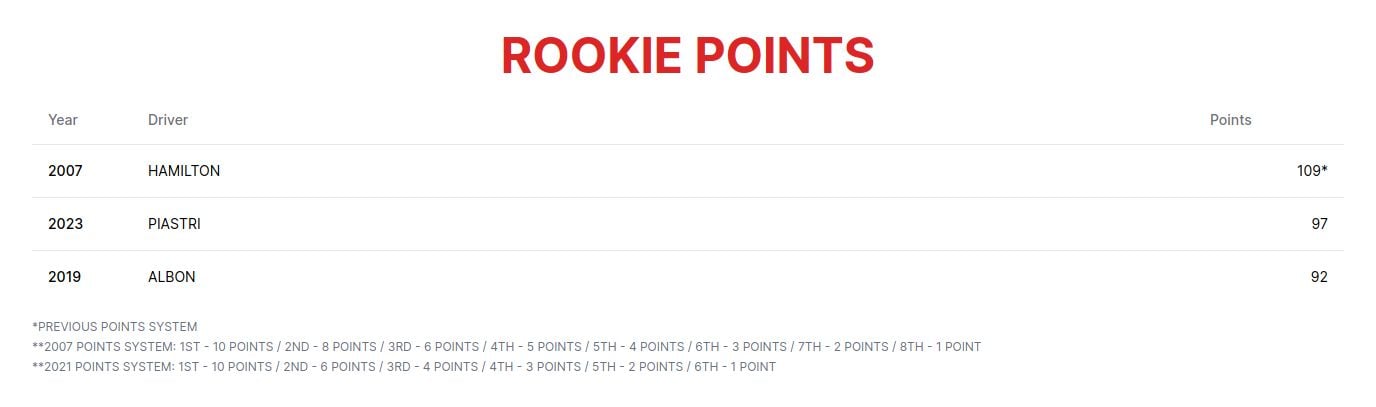 ROOKIE POINTS
Year Driver Points
2007 HAMILTON 109*
2023 PIASTRI 97
2019 ALBON 92
*PREVIOUS POINTS SYSTEM
**2007 POINTS SYSTEM: 1ST - 10 POINTS / 2ND - 8 POINTS / 3RD - 6 POINTS / 4TH - 5 POINTS / 5TH - 4 POINTS / 6TH - 3 POINTS / 7TH - 2 POINTS / 8TH - 1 POINT
**2021 POINTS SYSTEM: 1ST - 10 POINTS / 2ND - 6 POINTS / 3RD - 4 POINTS / 4TH - 3 POINTS / 5TH - 2 POINTS / 6TH - 1 POINT